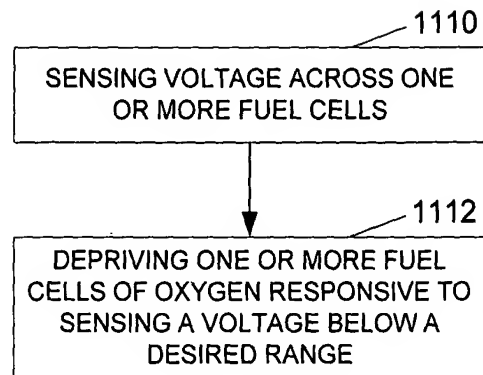 1110
SENSING VOLTAGE ACROSS ONE
OR MORE FUEL CELLS
1112
DEPRIVING ONE OR MORE FUEL
CELLS OF OXYGEN RESPONSIVE TO
SENSING A VOLTAGE BELOW A
DESIRED RANGE